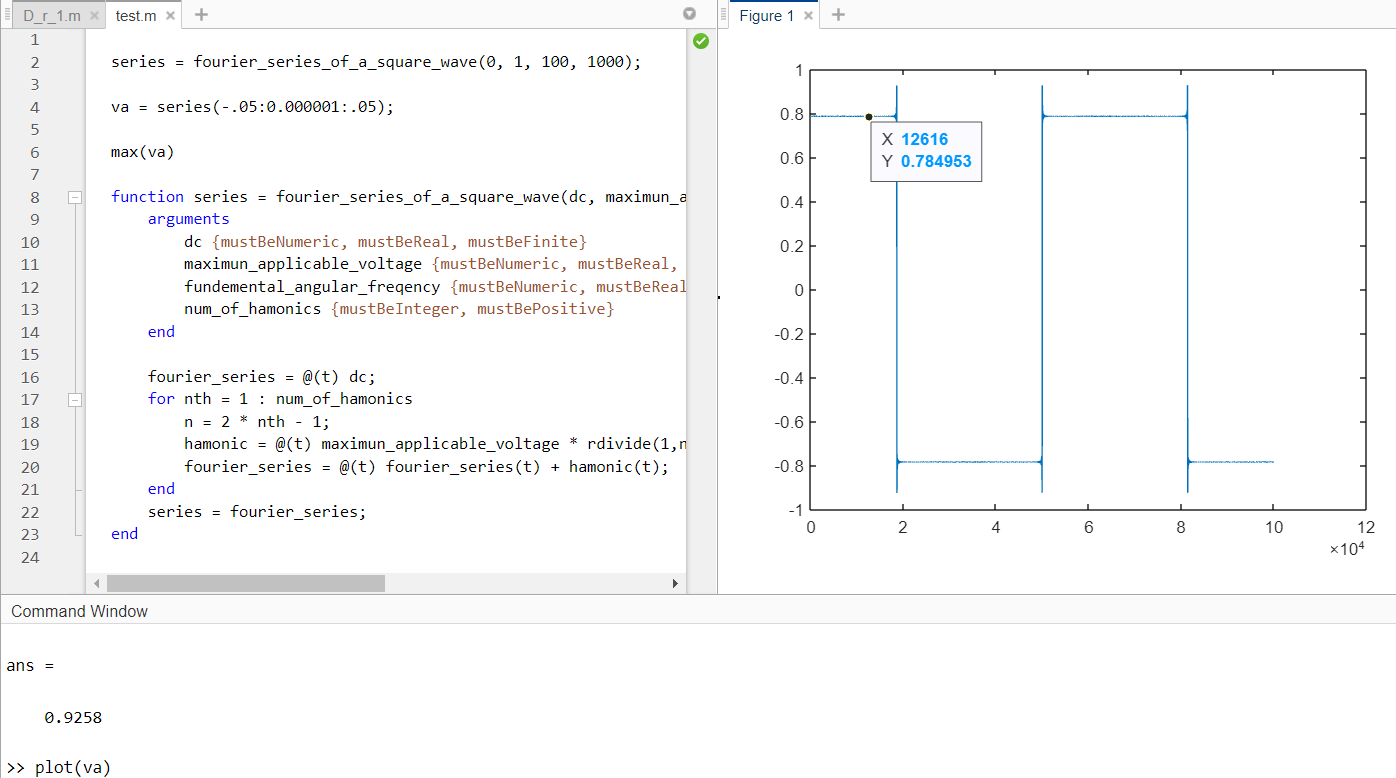 D_r_1.m × test.m × +
1
2 series = fourier_series_of_a_square_wave(0, 1, 100, 1000);
3
4 va = series(-.05:0.000001:.05);
5
6 max(va)
7
8 function series = fourier_series_of_a_square_wave(dc, maximun_a
9 arguments
10 dc {mustBeNumeric, mustBeReal, mustBeFinite}
11 maximun_applicable_voltage {mustBeNumeric, mustBeReal,
12 fundemental_angular_freqency {mustBeNumeric, mustBeReal
13 num_of_hamonics {mustBeInteger, mustBePositive}
14 end
15
16 fourier_series = @(t) dc;
17 for nth = 1 : num_of_hamonics
18 n = 2 * nth - 1;
19 hamonic = @(t) maximun_applicable_voltage * rdivide(1,n
20 fourier_series = @(t) fourier_series(t) + hamonic(t);
21 end
22 series = fourier_series;
23 end
24
Figure 1 × +
1
0.8
0.6
0.4
0.2
0
-0.2
-0.4
-0.6
-0.8
-1
X 12616
Y 0.784953
0 2 4 6 8 10 12
×10⁴
Command Window
ans =
0.9258
>> plot(va)